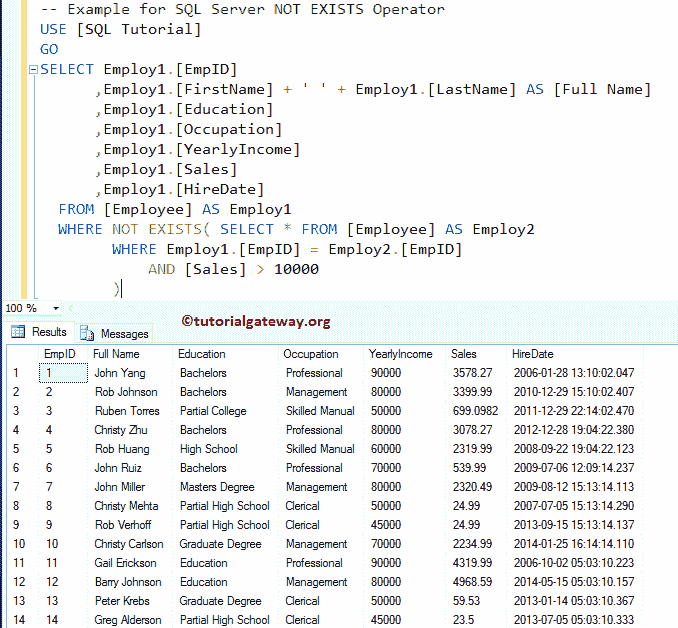 -- Example for SQL Server NOT EXISTS Operator
USE [SQL Tutorial]
GO
SELECT Employ1.[EmpID]
,Employ1.[FirstName] + ' ' + Employ1.[LastName] AS [Full Name]
,Employ1.[Education]
,Employ1.[Occupation]
,Employ1.[YearlyIncome]
,Employ1.[Sales]
,Employ1.[HireDate]
FROM [Employee] AS Employ1
WHERE NOT EXISTS( SELECT * FROM [Employee] AS Employ2
WHERE Employ1.[EmpID] = Employ2.[EmpID]
AND [Sales] > 10000
)
100 %
©tutorialgateway.org
Results Messages
EmpID Full Name Education Occupation YearlyIncome Sales HireDate
1 1 John Yang Bachelors Professional 90000 3578.27 2006-01-28 13:10:02.047
2 2 Rob Johnson Bachelors Management 80000 3399.99 2010-12-29 15:10:02.407
3 3 Ruben Torres Partial College Skilled Manual 50000 699.0982 2011-12-29 22:14:02.470
4 4 Christy Zhu Bachelors Professional 80000 3078.27 2012-12-28 19:04:22.380
5 5 Rob Huang High School Skilled Manual 60000 2319.99 2008-09-22 19:04:22.123
6 6 John Ruiz Bachelors Professional 70000 539.99 2009-07-06 12:09:14.237
7 7 John Miller Masters Degree Management 80000 2320.49 2009-08-12 15:13:14.113
8 8 Christy Mehta Partial High School Clerical 50000 24.99 2007-07-05 15:13:14.290
9 9 Rob Verhoff Partial High School Clerical 45000 24.99 2013-09-15 15:13:14.137
10 10 Christy Carlson Graduate Degree Management 70000 2234.99 2014-01-25 16:14:14.110
11 11 Gail Erickson Education Professional 90000 4319.99 2006-10-02 05:03:10.223
12 12 Barry Johnson Education Management 80000 4968.59 2014-05-15 05:03:10.157
13 13 Peter Krebs Graduate Degree Clerical 50000 59.53 2013-01-14 05:03:10.367
14 14 Greg Alderson Partial High School Clerical 45000 23.5 2013-07-05 05:03:10.333